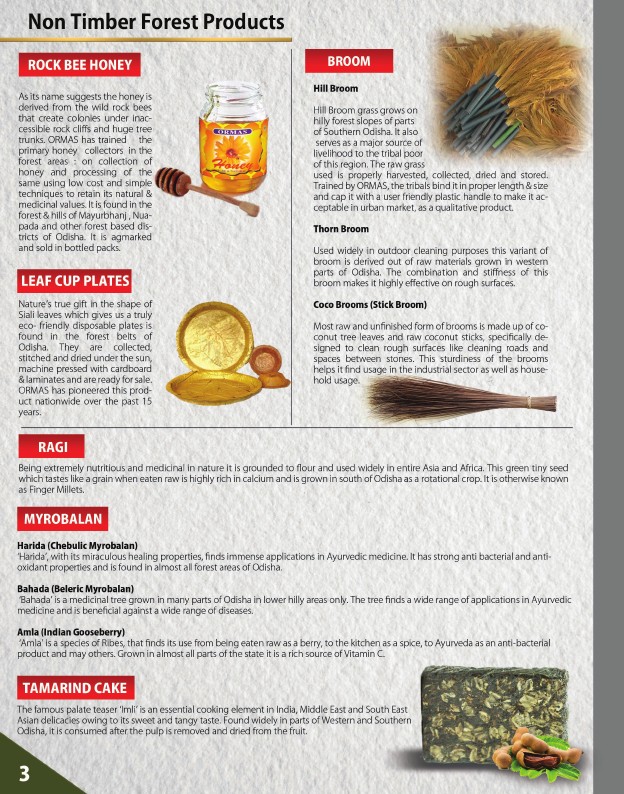 Non Timber Forest Products
ROCK BEE HONEY
As its name suggests the honey is
derived from the wild rock bees
that create colonies under inac-
cessible rock cliffs and huge tree
trunks. ORMAS has trained the
primary honey collectors in the
forest areas : on collection of
honey and processing of the
same using low cost and simple
techniques to retain its natural &
medicinal values. It is found in the
forest & hills of Mayurbhanj , Nua-
pada and other forest based dis-
tricts of Odisha. It is agmarked
and sold in bottled packs.
ORMAS
Honey
LEAF CUP PLATES
Nature's true gift in the shape of
Siali leaves which gives us a truly
eco- friendly disposable plates is
found in the forest belts of
Odisha. They are collected,
stitched and dried under the sun,
machine pressed with cardboard
& laminates and are ready for sale.
ORMAS has pioneered this prod-
uct nationwide over the past 15
years.
BROOM
Hill Broom
Hill Broom grass grows on
hilly forest slopes of parts
of Southern Odisha. It also
serves as a major source of
livelihood to the tribal poor
of this region. The raw grass
used is properly harvested, collected, dried and stored.
Trained by ORMAS, the tribals bind it in proper length & size
and cap it with a user friendly plastic handle to make it ac-
ceptable in urban market, as a qualitative product.
Thorn Broom
Used widely in outdoor cleaning purposes this variant of
broom is derived out of raw materials grown in western
parts of Odisha. The combination and stiffness of this
broom makes it highly effective on rough surfaces.
Coco Brooms (Stick Broom)
Most raw and unfinished form of brooms is made up of co-
conut tree leaves and raw coconut sticks, specifically de-
signed to clean rough surfaces like cleaning roads and
spaces between stones. This sturdiness of the brooms
helps it find usage in the industrial sector as well as house-
hold usage.
RAGI
Being extremely nutritious and medicinal in nature it is grounded to flour and used widely in entire Asia and Africa. This green tiny seed
which tastes like a grain when eaten raw is highly rich in calcium and is grown in south of Odisha as a rotational crop. It is otherwise known
as Finger Millets.
MYROBALAN
Harida (Chebulic Myrobalan)
'Harida', with its miraculous healing properties, finds immense applications in Ayurvedic medicine. It has strong anti bacterial and anti-
oxidant properties and is found in almost all forest areas of Odisha.
Bahada (Beleric Myrobalan)
'Bahada' is a medicinal tree grown in many parts of Odisha in lower hilly areas only. The tree finds a wide range of applications in Ayurvedic
medicine and is beneficial against a wide range of diseases.
Amla (Indian Gooseberry)
'Amla' is a species of Ribes, that finds its use from being eaten raw as a berry, to the kitchen as a spice, to Ayurveda as an anti-bacterial
product and may others. Grown in almost all parts of the state it is a rich source of Vitamin C.
TAMARIND CAKE
The famous palate teaser 'Imli' is an essential cooking element in India, Middle East and South East
Asian delicacies owing to its sweet and tangy taste. Found widely in parts of Western and Southern
Odisha, it is consumed after the pulp is removed and dried from the fruit.
3